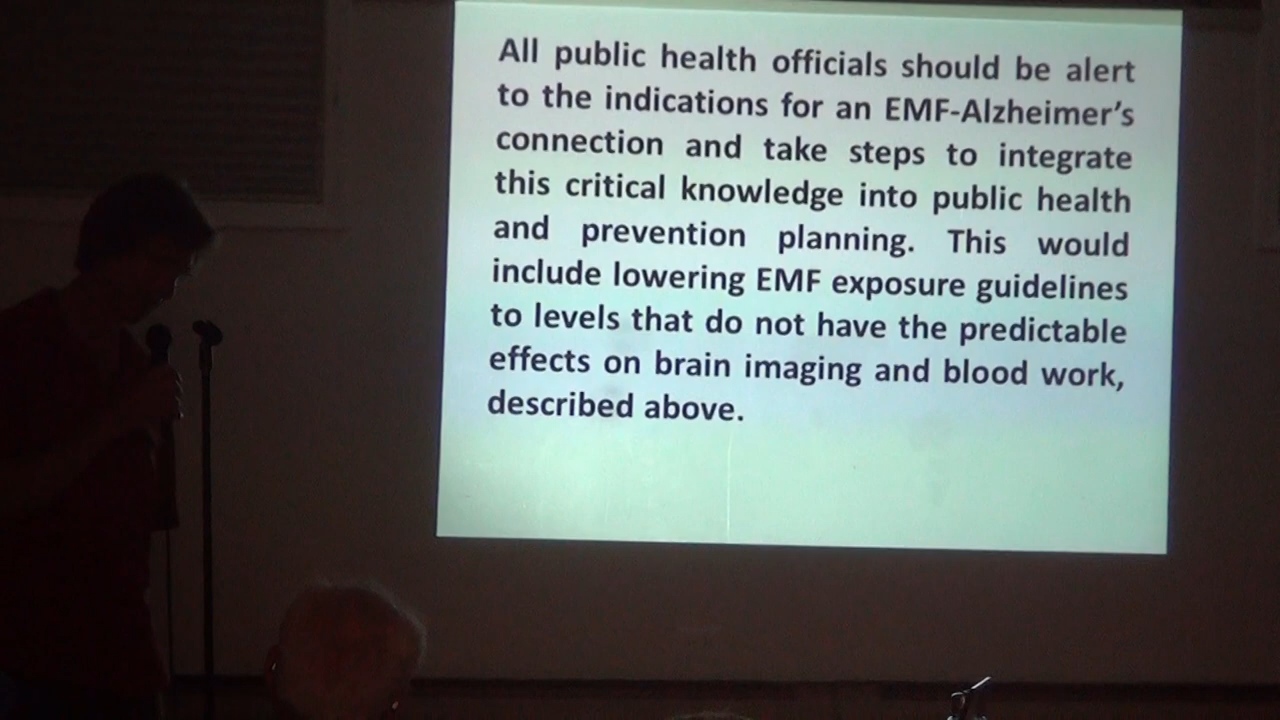 All public health officials should be alert
to the indications for an EMF-Alzheimer's
connection and take steps to integrate
this critical knowledge into public health
and prevention planning. This would
include lowering EMF exposure guidelines
to levels that do not have the predictable
effects on brain imaging and blood work,
described above.